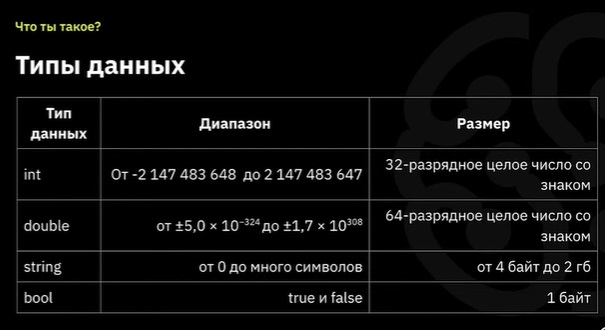 Что ты такое?
Типы данных
Тип данных
Диапазон
Размер
int
От -2 147 483 648 до 2 147 483 647
32-разрядное целое число со знаком
double
от ±5,0 × 10⁻³²⁴ до ±1,7 × 10³⁰⁸
64-разрядное целое число со знаком
string
от 0 до много символов
от 4 байт до 2 гб
bool
true и false
1 байт